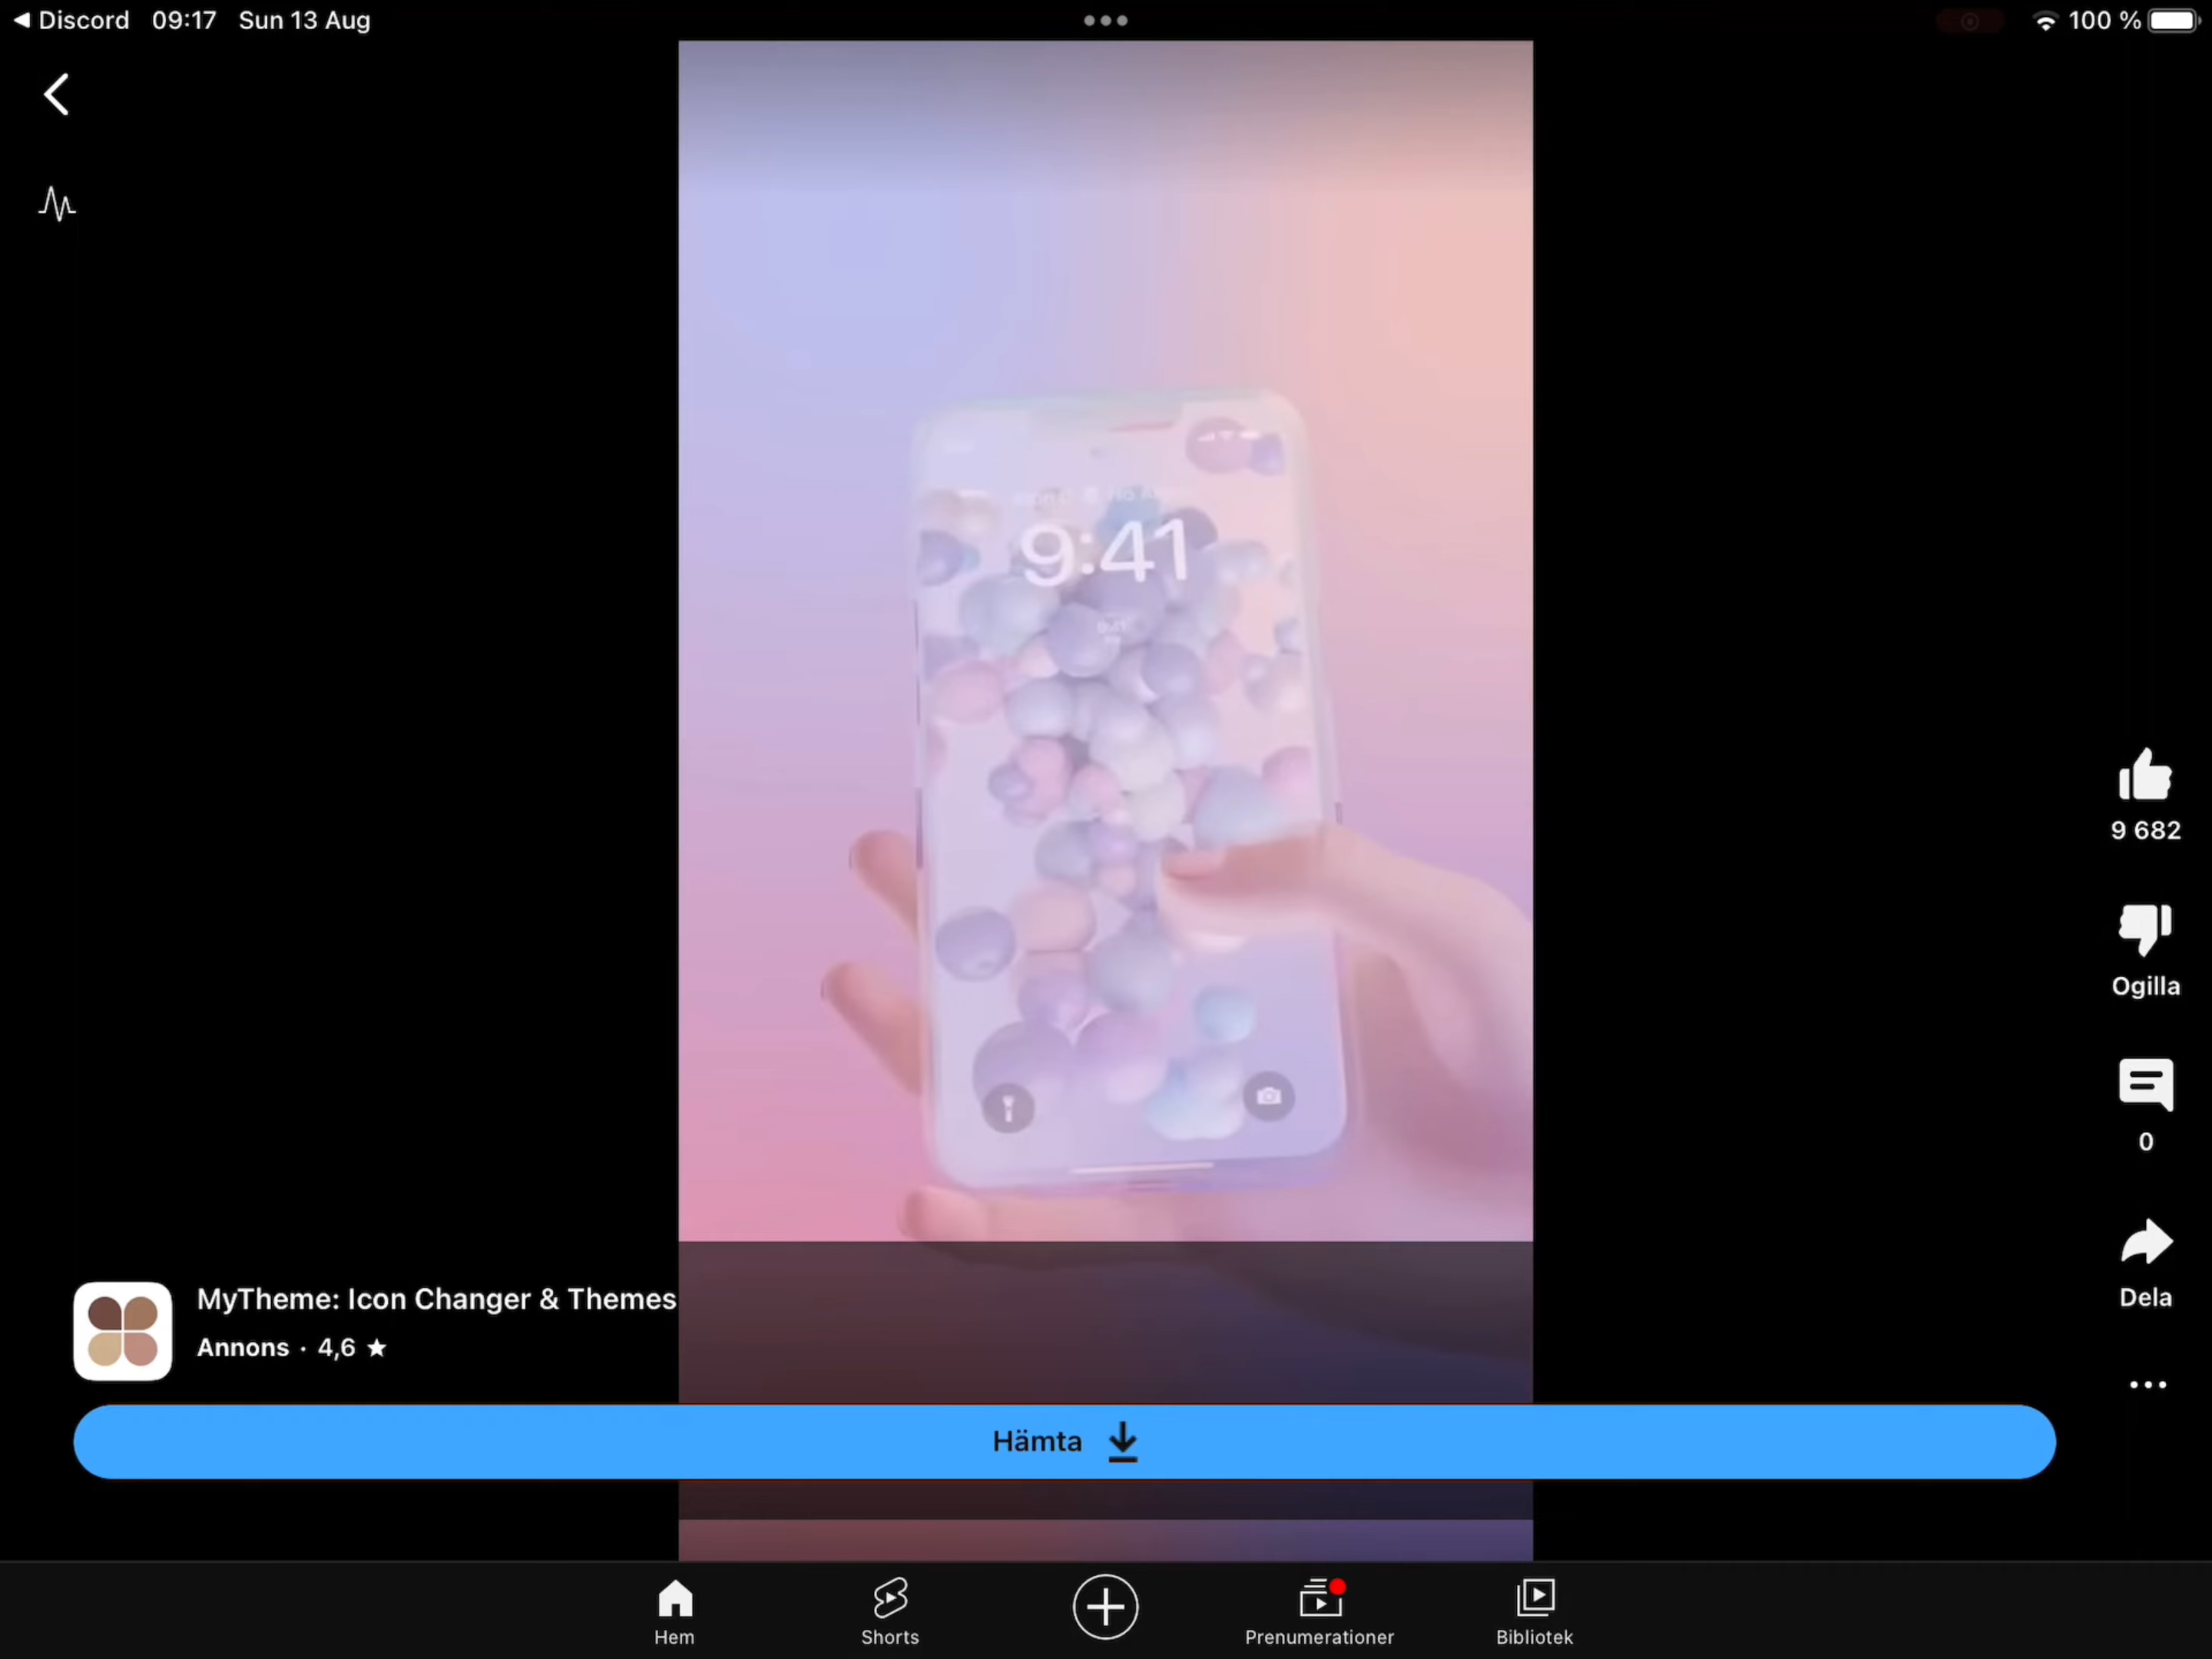 Discord 09:17 Sun 13 Aug
100 %
9:41
9 682
Ogilla
0
Dela
MyTheme: Icon Changer & Themes
Annons · 4,6 ★
Hämta
Hem
Shorts
Prenumerationer
Bibliotek